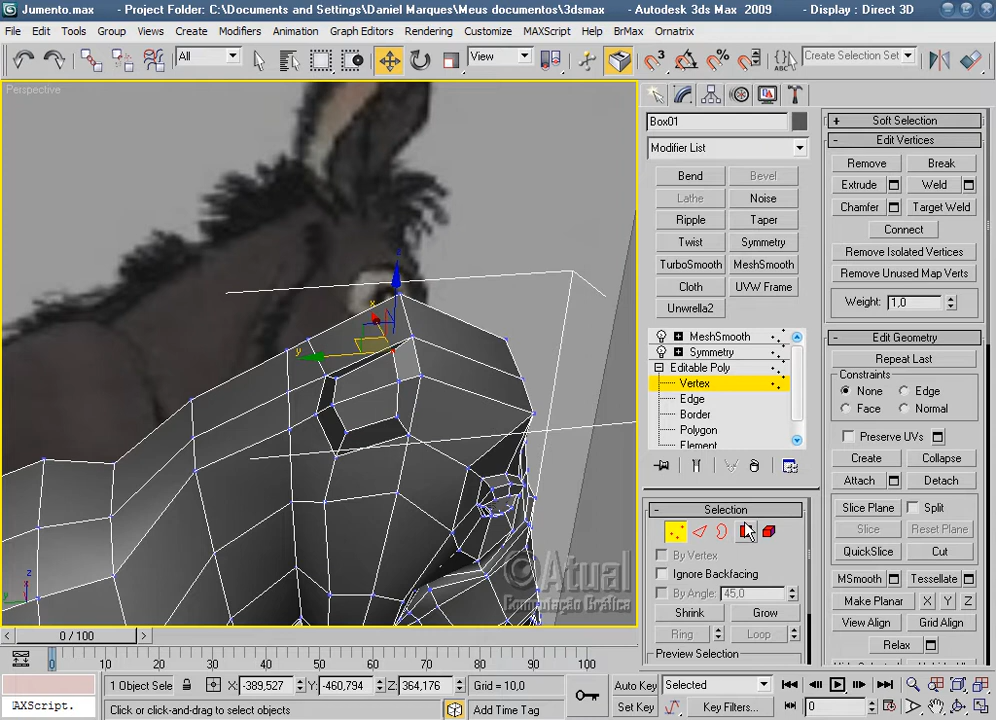 Jumento.max - Project Folder: C:\Documents and Settings\Daniel Marques\Meus documentos\3dsmax - Autodesk 3ds Max 2009 - Display : Direct 3D
File Edit Tools Group Views Create Modifiers Animation Graph Editors Rendering Customize MAXScript Help BrMax Ornatrix
All View Create Selection Set
Perspective
Box01
Modifier List
Bend Bevel
Lathe Noise
Ripple Taper
Twist Symmetry
TurboSmooth MeshSmooth
Cloth UVW Frame
Unwrella2
MeshSmooth
Symmetry
Editable Poly
Vertex
Edge
Border
Polygon
Element
Selection
By Vertex
Ignore Backfacing
By Angle: 45,0
Shrink Grow
Ring Loop
Preview Selection
Soft Selection
Edit Vertices
Remove Break
Extrude Weld
Chamfer Target Weld
Connect
Remove Isolated Vertices
Remove Unused Map Verts
Weight: 1,0
Edit Geometry
Repeat Last
Constraints
None Edge
Face Normal
Preserve UVs
Create Collapse
Attach Detach
Slice Plane Split
Slice Reset Plane
QuickSlice Cut
MSmooth Tessellate
Make Planar X Y Z
View Align Grid Align
Relax
x
y
z
©Atual
Computação Gráfica
0 / 100
0 10 20 30 40 50 60 70 80 90 100
1 Object Sele X: -389,527 Y: -460,794 Z: 364,176 Grid = 10,0 Auto Key Selected
AXScript. Click or click-and-drag to select objects Add Time Tag Set Key Key Filters... 0